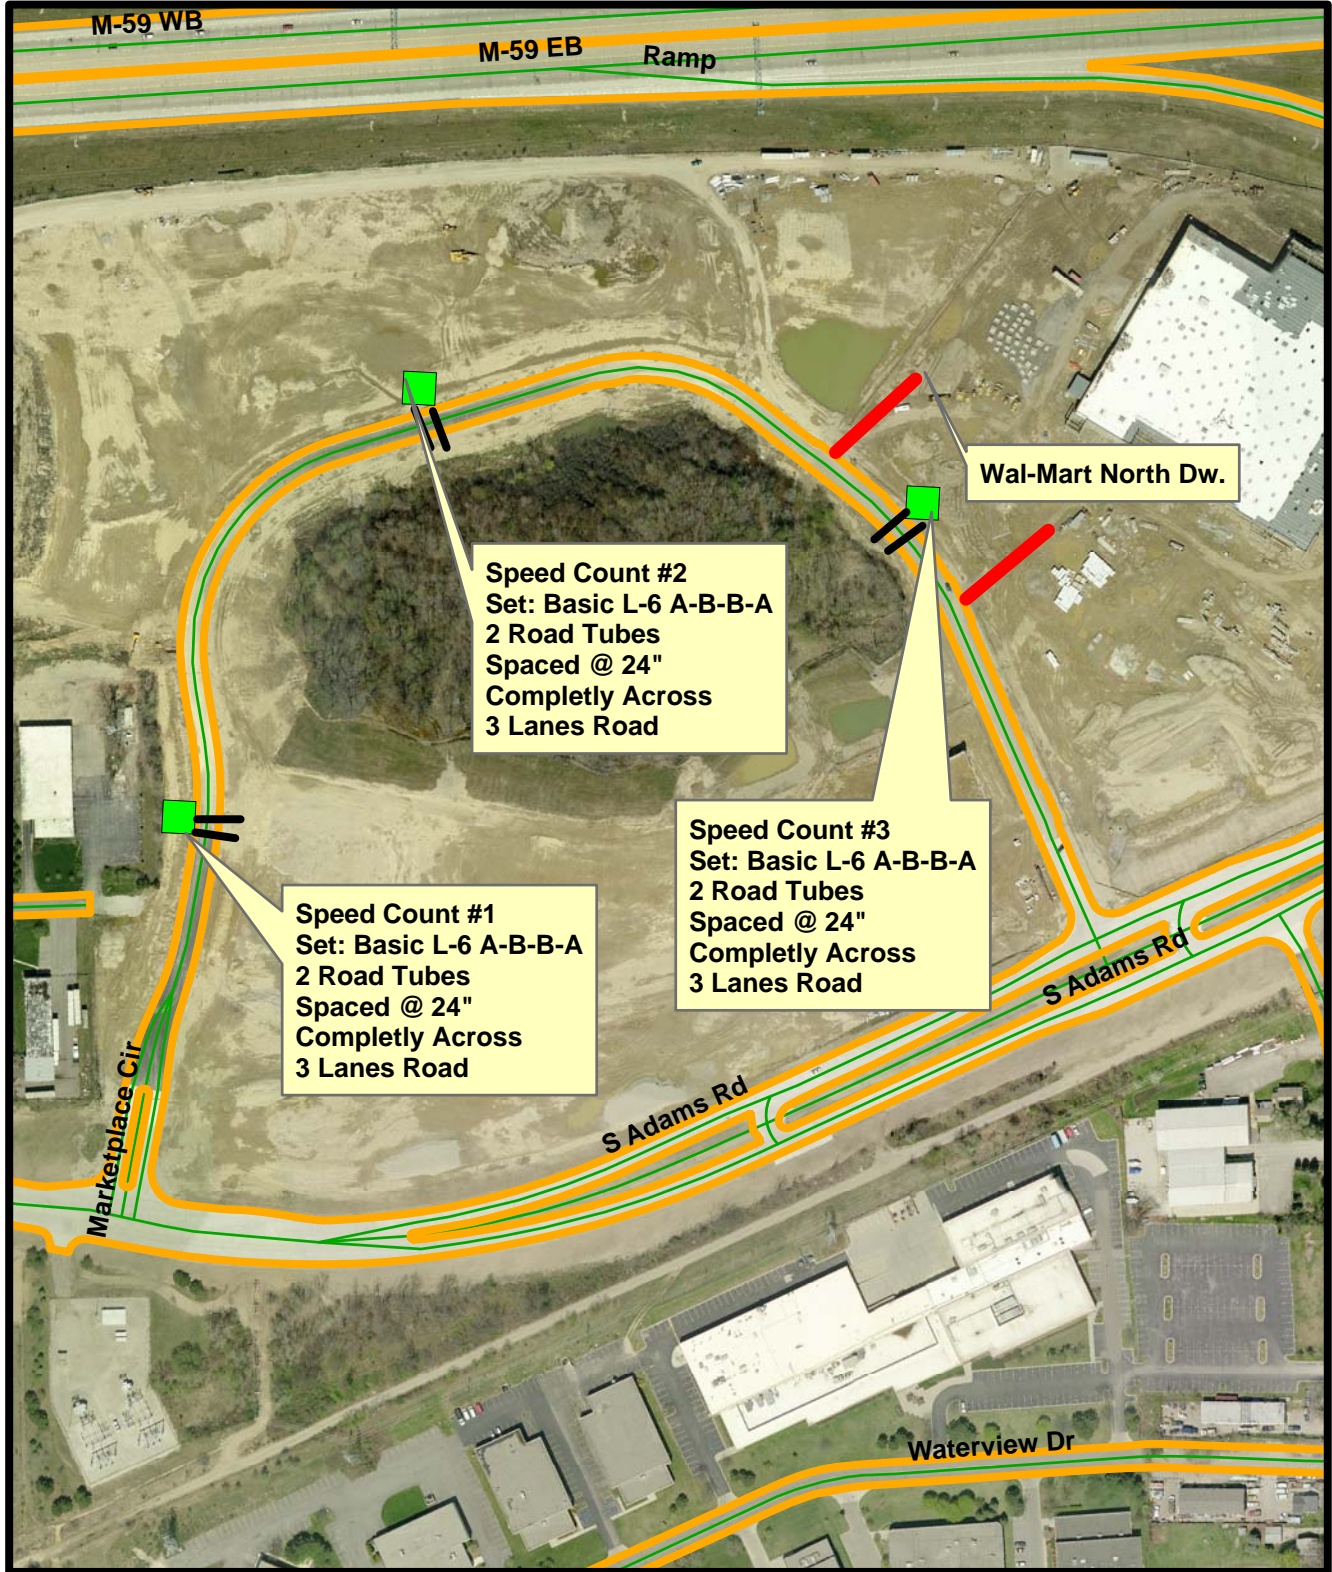 M-59 WB
M-59 EB
Ramp
Wal-Mart North Dw.
Speed Count #2
Set: Basic L-6 A-B-B-A
2 Road Tubes
Spaced @ 24"
Completly Across
3 Lanes Road
Speed Count #3
Set: Basic L-6 A-B-B-A
2 Road Tubes
Spaced @ 24"
Completly Across
3 Lanes Road
Speed Count #1
Set: Basic L-6 A-B-B-A
2 Road Tubes
Spaced @ 24"
Completly Across
3 Lanes Road
S Adams Rd
S Adams Rd
Marketplace Cir
Waterview Dr